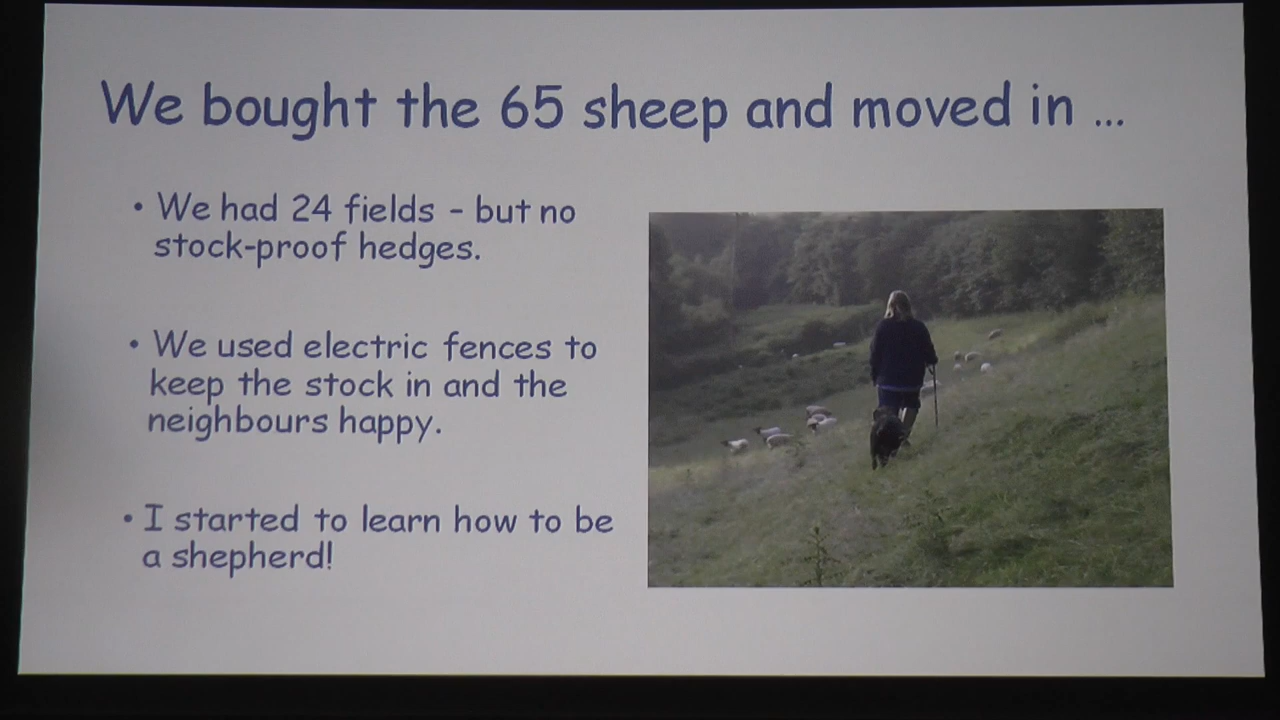 We bought the 65 sheep and moved in ...
• We had 24 fields – but no
stock-proof hedges.
• We used electric fences to
keep the stock in and the
neighbours happy.
• I started to learn how to be
a shepherd!